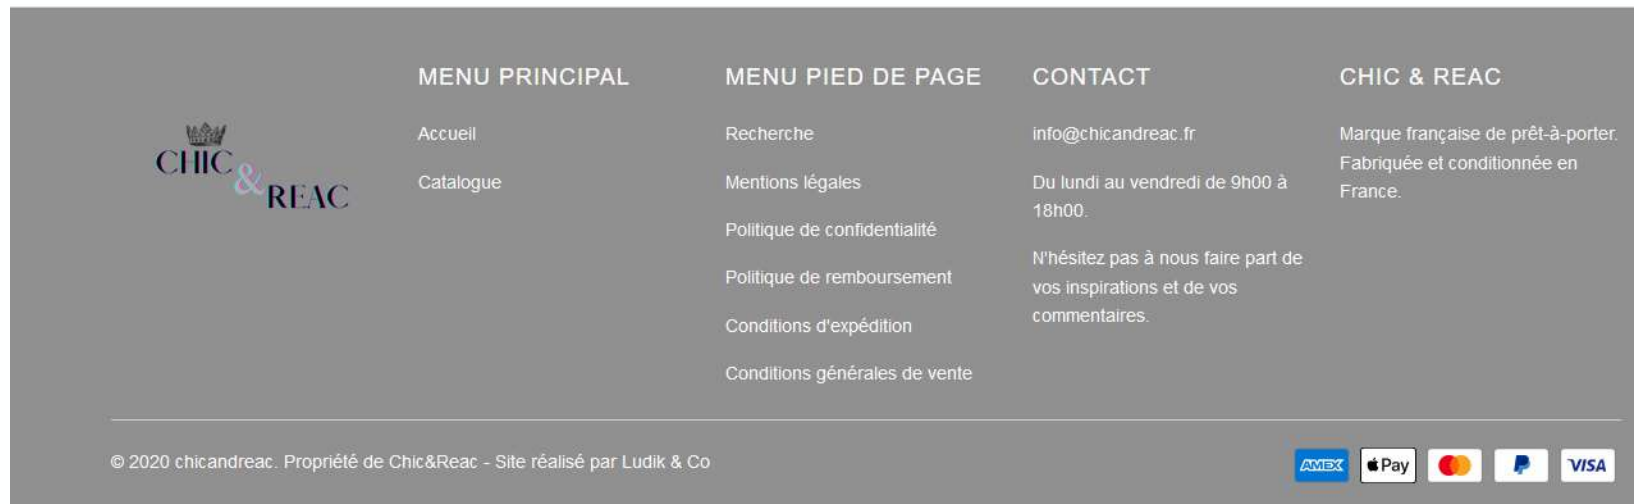 CHIC
&
REAC
MENU PRINCIPAL
Accueil
Catalogue
MENU PIED DE PAGE
Recherche
Mentions légales
Politique de confidentialité
Politique de remboursement
Conditions d'expédition
Conditions générales de vente
CONTACT
info@chicandreac.fr
Du lundi au vendredi de 9h00 à
18h00.
N'hésitez pas à nous faire part de
vos inspirations et de vos
commentaires.
CHIC & REAC
Marque française de prêt-à-porter.
Fabriquée et conditionnée en
France.
© 2020 chicandreac. Propriété de Chic&Reac - Site réalisé par Ludik & Co
AMEX
Pay
VISA